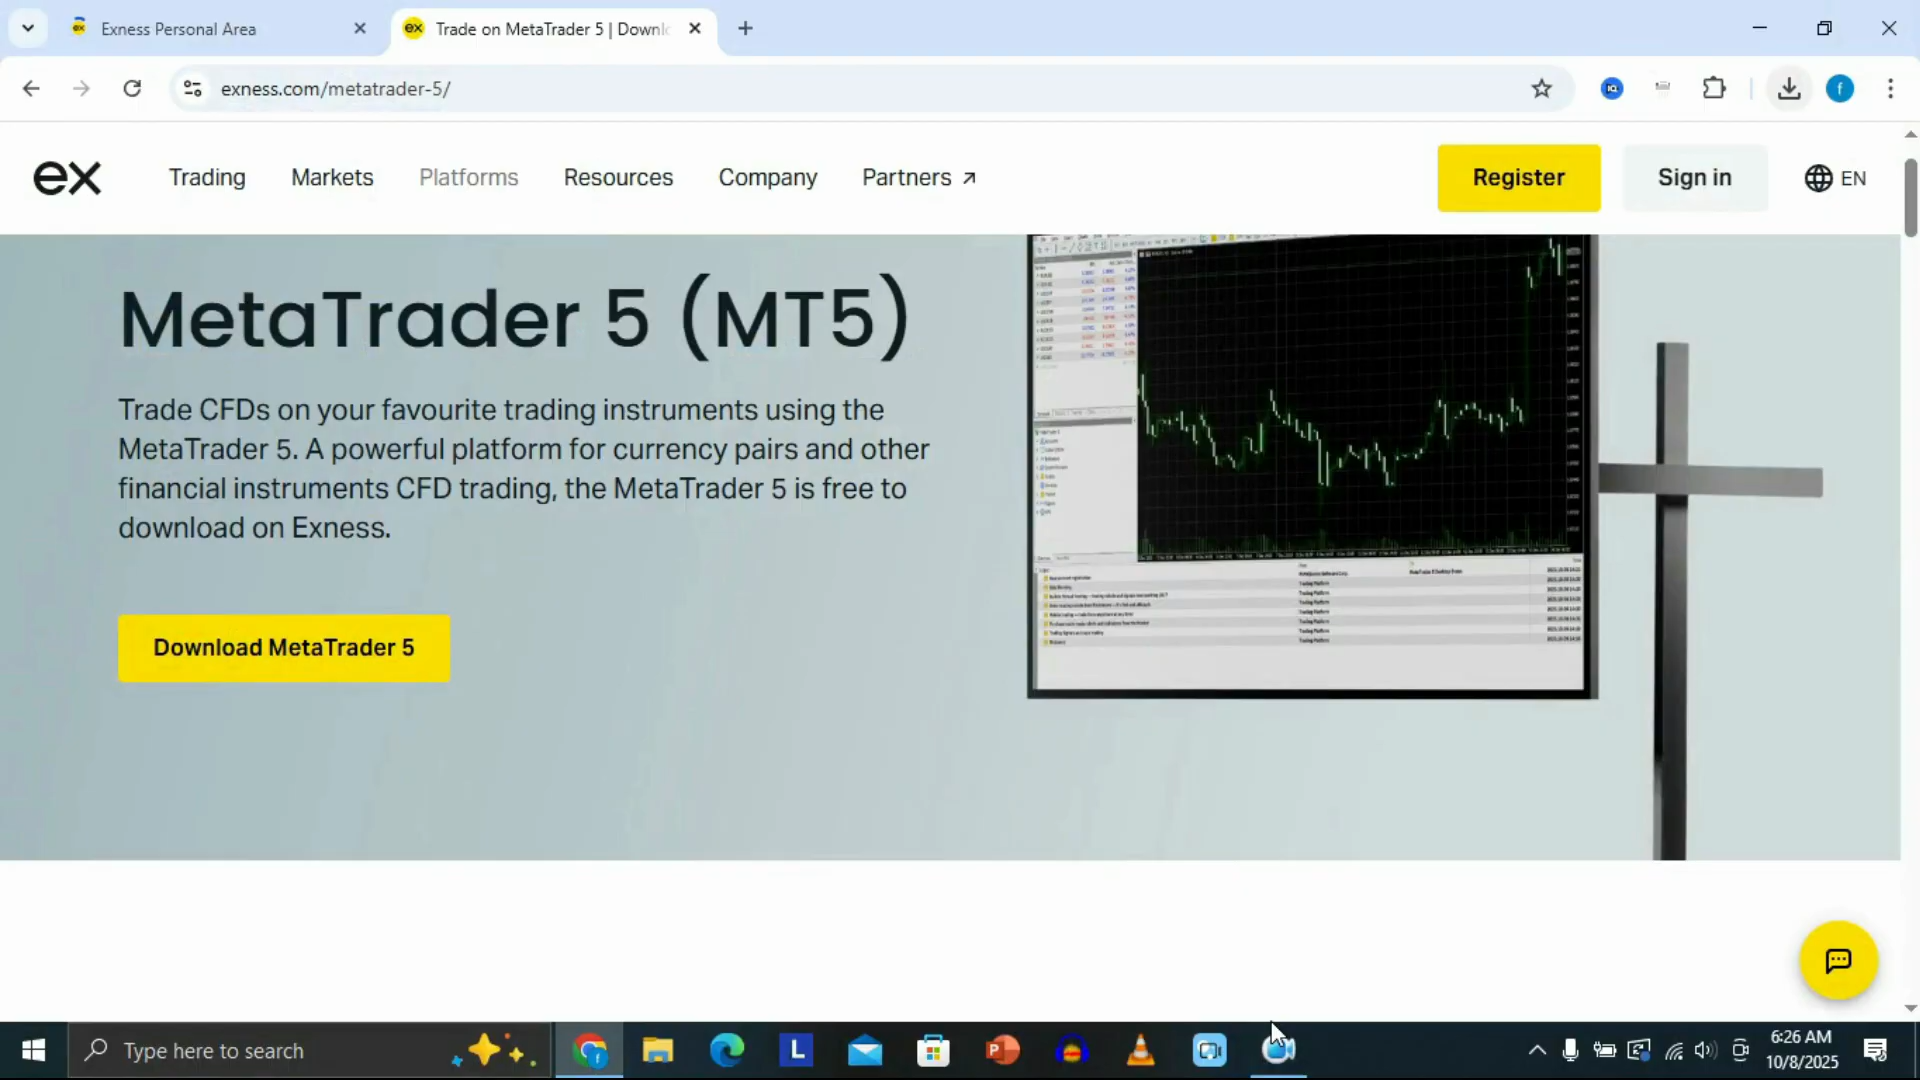 Exness Personal Area
ex
Trade on MetaTrader 5 | Downlo
exness.com/metatrader-5/
f
ex
Trading
Markets
Platforms
Resources
Company
Partners ↗
Register
Sign in
EN
MetaTrader 5 (MT5)
Trade CFDs on your favourite trading instruments using the
MetaTrader 5. A powerful platform for currency pairs and other
financial instruments CFD trading, the MetaTrader 5 is free to
download on Exness.
Download MetaTrader 5
Type here to search
L
6:26 AM
10/8/2025